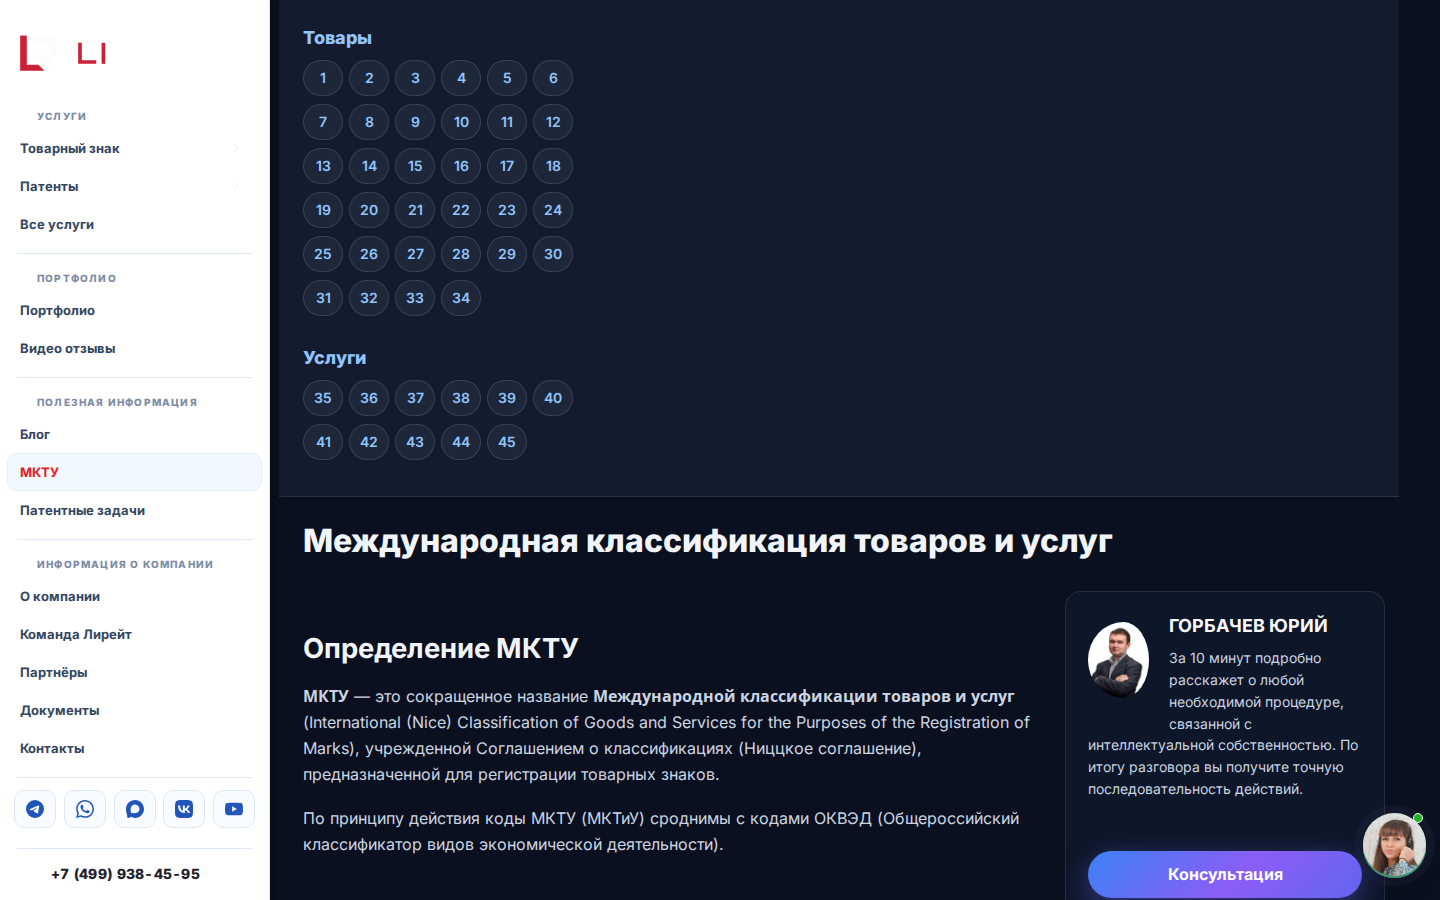 LI
УСЛУГИ
Товарный знак
Патенты
Все услуги
ПОРТФОЛИО
Портфолио
Видео отзывы
ПОЛЕЗНАЯ ИНФОРМАЦИЯ
Блог
МКТУ
Патентные задачи
ИНФОРМАЦИЯ О КОМПАНИИ
О компании
Команда Лирейт
Партнёры
Документы
Контакты
+7 (499) 938-45-95
Товары
1 2 3 4 5 6
7 8 9 10 11 12
13 14 15 16 17 18
19 20 21 22 23 24
25 26 27 28 29 30
31 32 33 34
Услуги
35 36 37 38 39 40
41 42 43 44 45
Международная классификация товаров и услуг
Определение МКТУ
МКТУ — это сокращенное название Международной классификации товаров и услуг
(International (Nice) Classification of Goods and Services for the Purposes of the Registration of
Marks), учрежденной Соглашением о классификациях (Ниццкое соглашение),
предназначенной для регистрации товарных знаков.
По принципу действия коды МКТУ (МКТиУ) сроднимы с кодами ОКВЭД (Общероссийский
классификатор видов экономической деятельности).
ГОРБАЧЕВ ЮРИЙ
За 10 минут подробно
расскажет о любой
необходимой процедуре,
связанной с
интеллектуальной собственностью. По
итогу разговора вы получите точную
последовательность действий.
Консультация